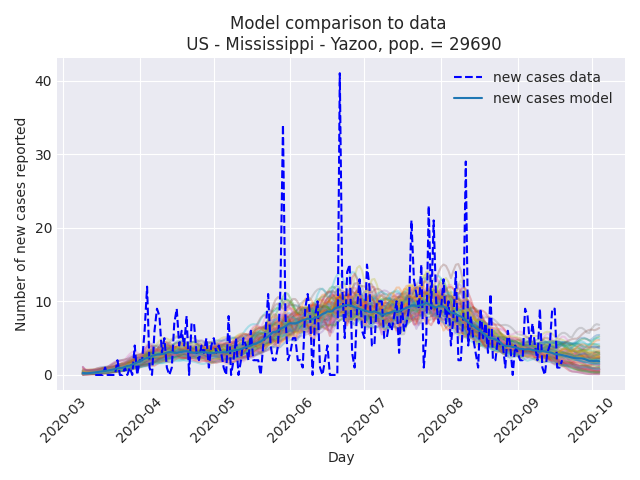 Model comparison to data
US - Mississippi - Yazoo, pop. = 29690
new cases data
new cases model
Number of new cases reported
40
30
20
10
0
2020-03
2020-04
2020-05
2020-06
2020-07
2020-08
2020-09
2020-10
Day